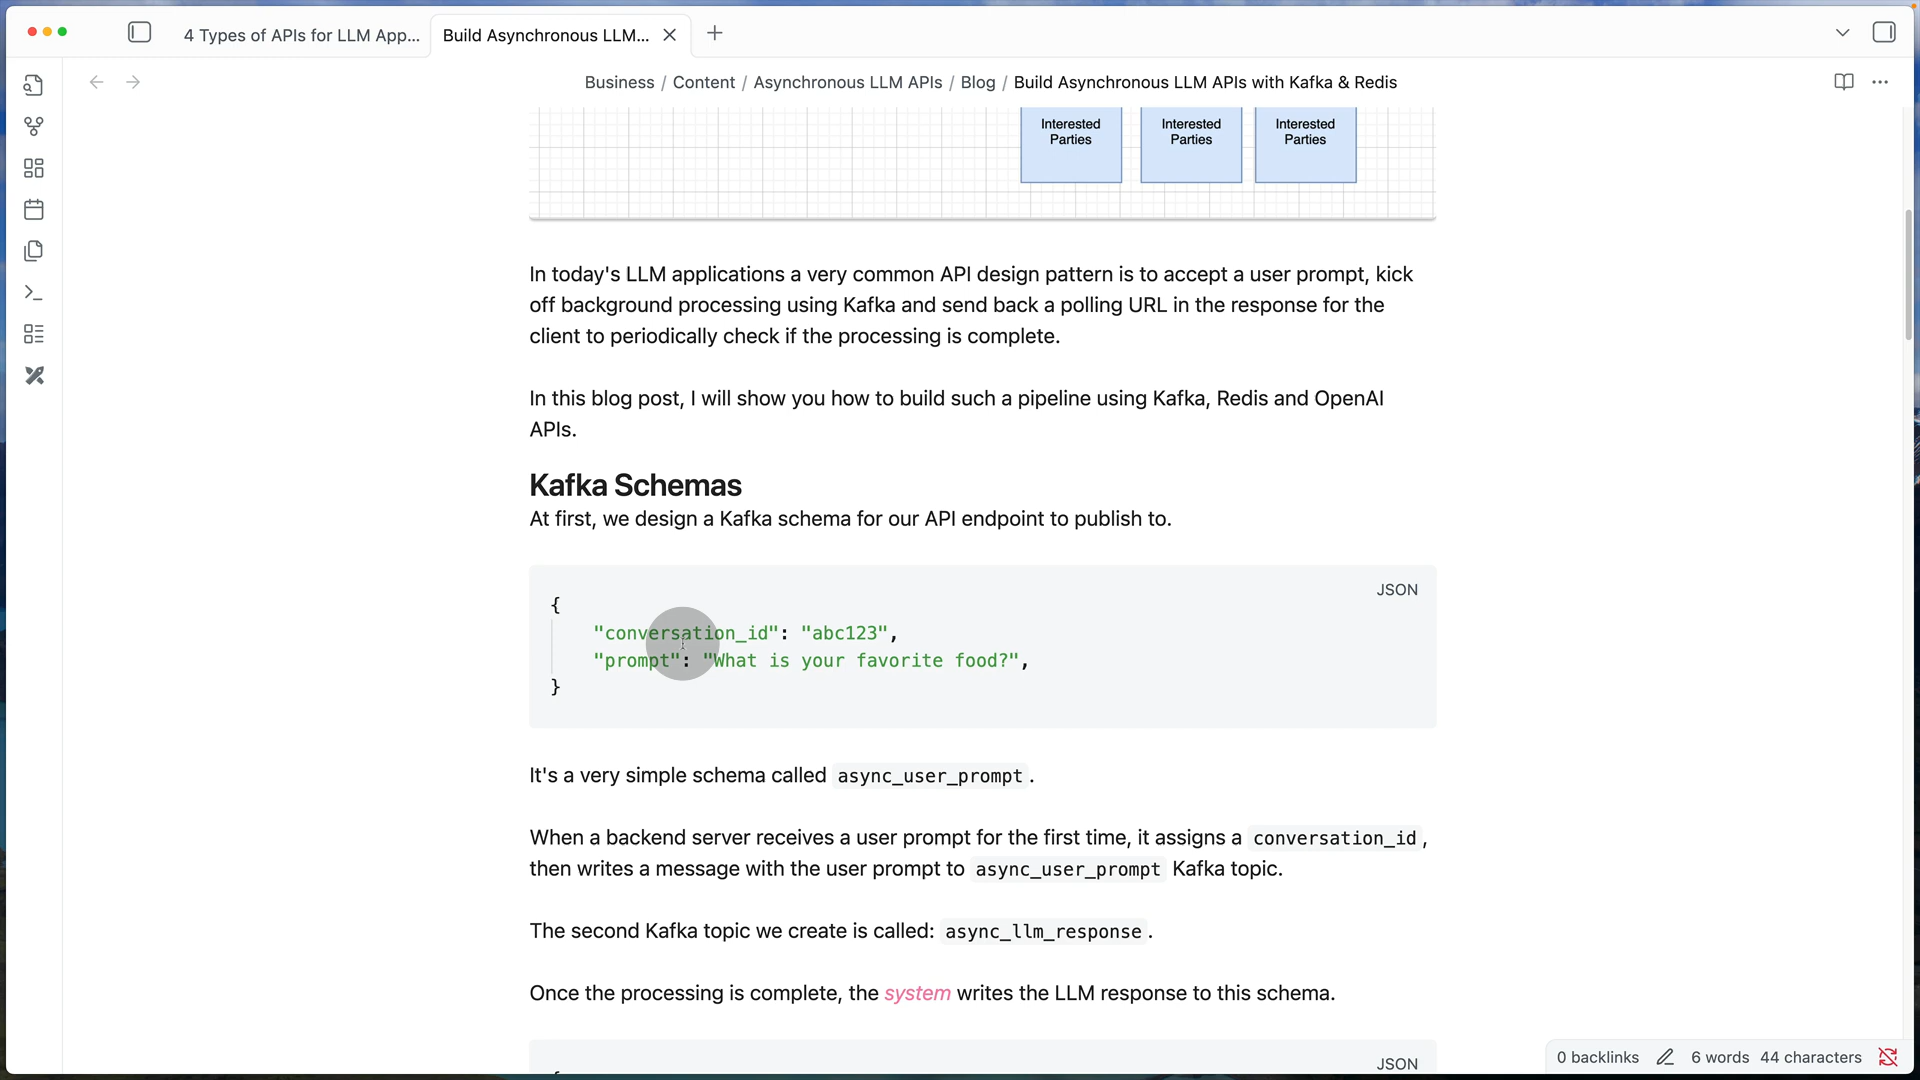 4 Types of APIs for LLM App...
Build Asynchronous LLM...
Business / Content / Asynchronous LLM APIs / Blog / Build Asynchronous LLM APIs with Kafka & Redis
Interested
Parties
Interested
Parties
Interested
Parties
In today's LLM applications a very common API design pattern is to accept a user prompt, kick
off background processing using Kafka and send back a polling URL in the response for the
client to periodically check if the processing is complete.
In this blog post, I will show you how to build such a pipeline using Kafka, Redis and OpenAI
APIs.
Kafka Schemas
At first, we design a Kafka schema for our API endpoint to publish to.
JSON
{
"conversation_id": "abc123",
"prompt": "What is your favorite food?",
}
It's a very simple schema called async_user_prompt.
When a backend server receives a user prompt for the first time, it assigns a conversation_id,
then writes a message with the user prompt to async_user_prompt Kafka topic.
The second Kafka topic we create is called: async_llm_response.
Once the processing is complete, the system writes the LLM response to this schema.
JSON
0 backlinks 6 words 44 characters